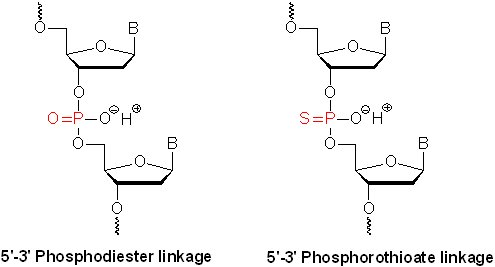 O B O B
O O
O O
O=P-O⊖ H⊕ S=P-O⊖ H⊕
O B O B
O O
O O
5'-3' Phosphodiester linkage 5'-3' Phosphorothioate linkage